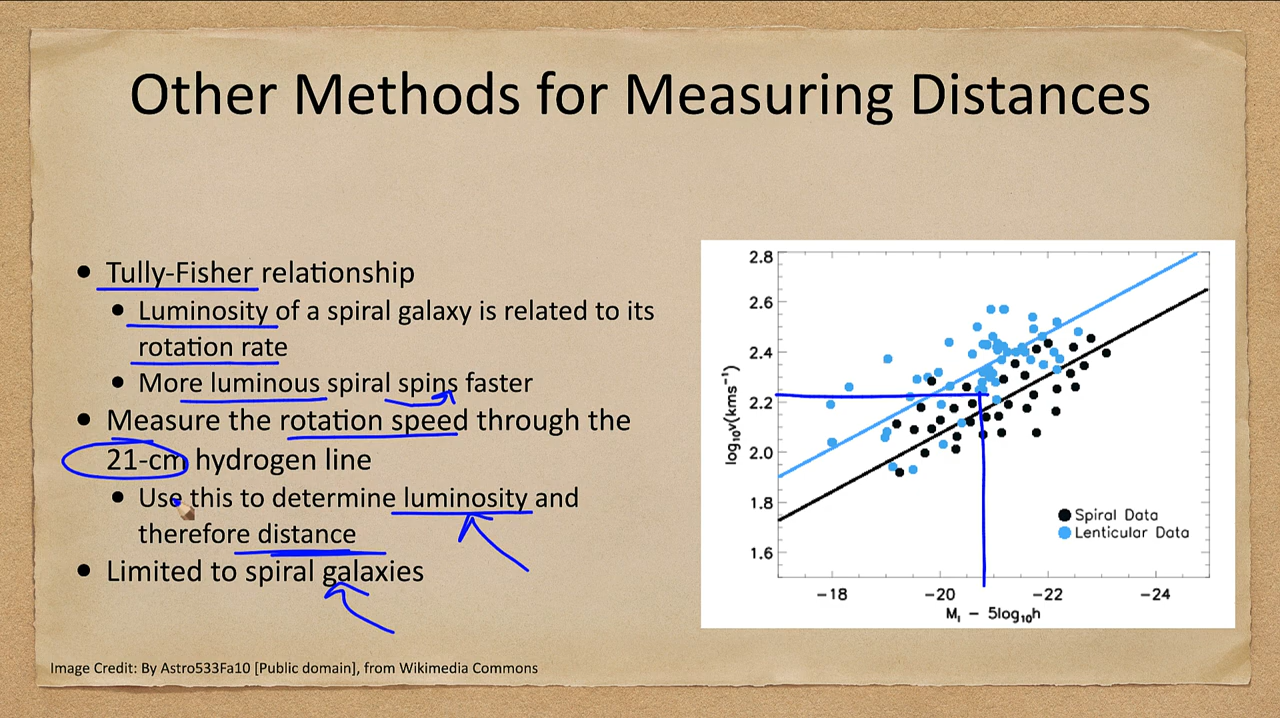 Other Methods for Measuring Distances
• Tully-Fisher relationship
• Luminosity of a spiral galaxy is related to its
rotation rate
• More luminous spiral spins faster
• Measure the rotation speed through the
21-cm hydrogen line
• Use this to determine luminosity and
therefore distance
• Limited to spiral galaxies
2.8
2.6
2.4
2.2
2.0
1.8
1.6
log₁₀v(kms⁻¹)
Spiral Data
Lenticular Data
−18 −20 −22 −24
M_I − 5log₁₀h
Image Credit: By Astro533Fa10 [Public domain], from Wikimedia Commons